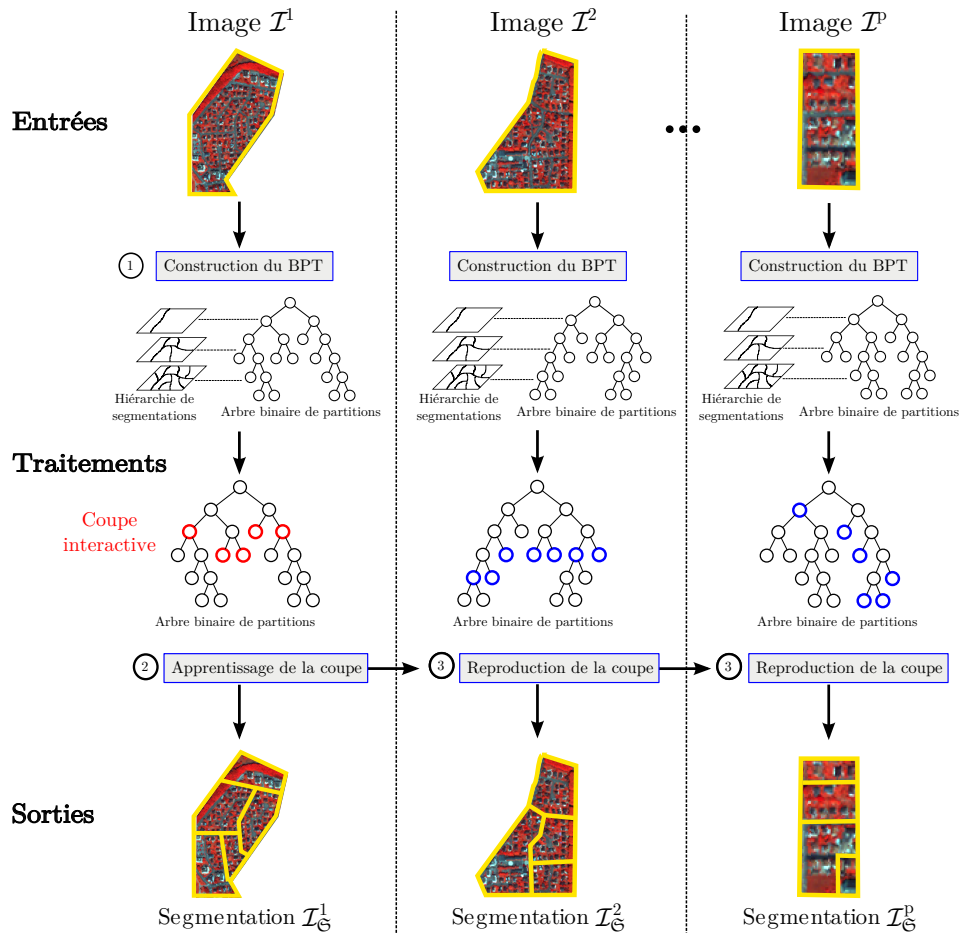 Image 𝓘¹
Image 𝓘²
Image 𝓘ᵖ
Entrées
...
1
Construction du BPT
Construction du BPT
Construction du BPT
Hiérarchie de
segmentations
Arbre binaire de partitions
Hiérarchie de
segmentations
Arbre binaire de partitions
Hiérarchie de
segmentations
Arbre binaire de partitions
Traitements
Coupe
interactive
Arbre binaire de partitions
Arbre binaire de partitions
Arbre binaire de partitions
2
Apprentissage de la coupe
3
Reproduction de la coupe
3
Reproduction de la coupe
Sorties
Segmentation 𝓘¹_𝔖
Segmentation 𝓘²_𝔖
Segmentation 𝓘ᵖ_𝔖